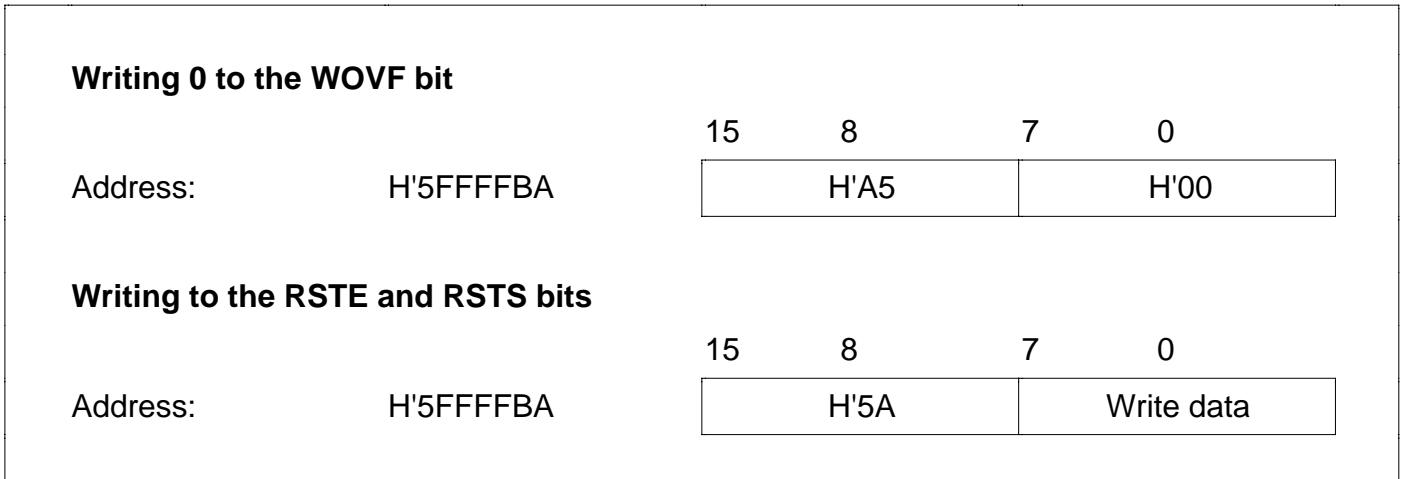 Writing 0 to the WOVF bit
15 8 7 0
Address: H'5FFFFBA H'A5 H'00
Writing to the RSTE and RSTS bits
15 8 7 0
Address: H'5FFFFBA H'5A Write data